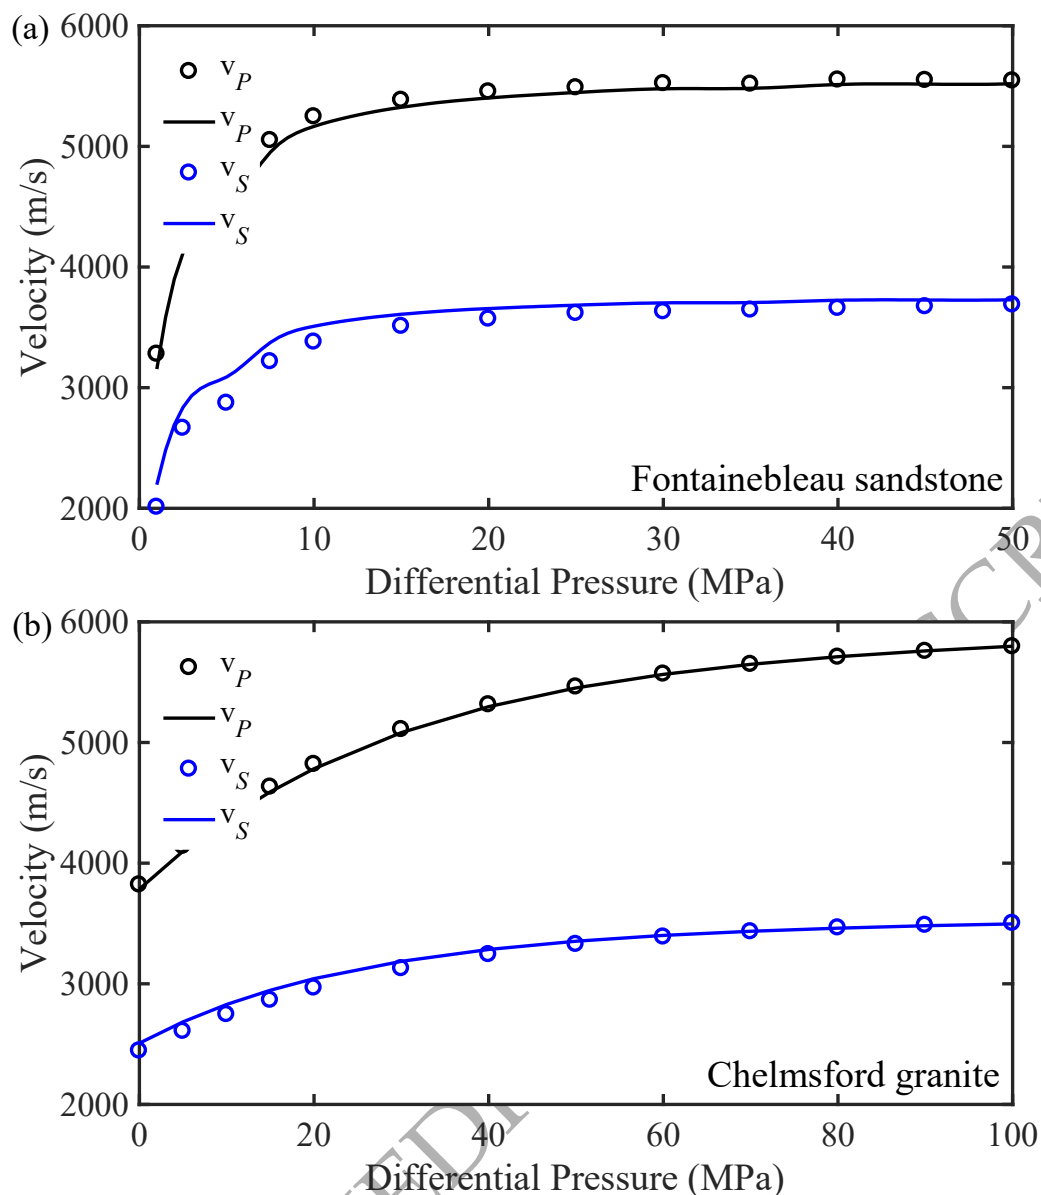 (a)
6000
5000
4000
3000
2000
Velocity (m/s)
v_P
v_P
v_S
v_S
Fontainebleau sandstone
0 10 20 30 40 50
Differential Pressure (MPa)
(b)
6000
5000
4000
3000
2000
Velocity (m/s)
v_P
v_P
v_S
v_S
Chelmsford granite
0 20 40 60 80 100
Differential Pressure (MPa)